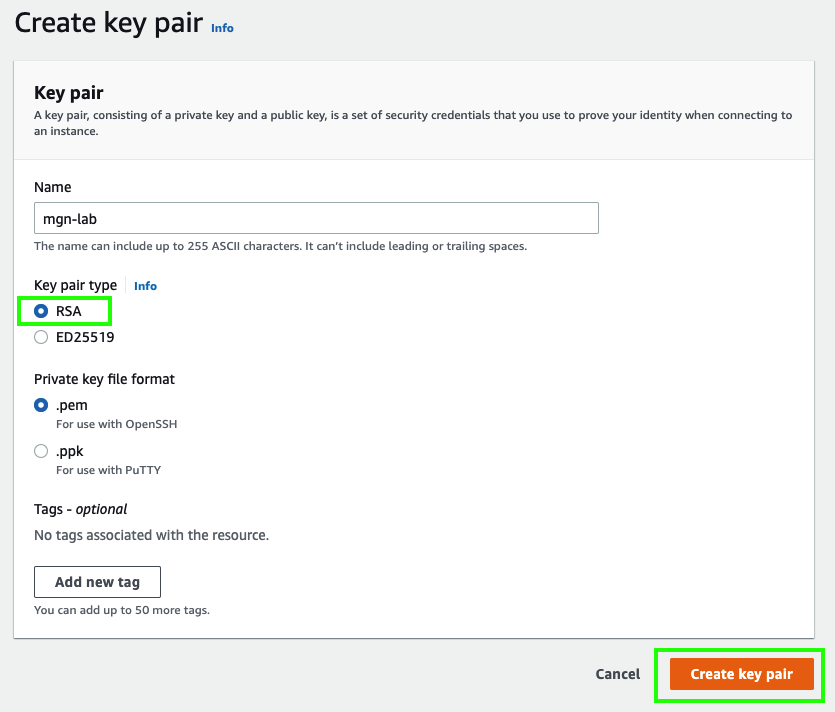 Create key pair Info
Key pair
A key pair, consisting of a private key and a public key, is a set of security credentials that you use to prove your identity when connecting to
an instance.
Name
mgn-lab
The name can include up to 255 ASCII characters. It can't include leading or trailing spaces.
Key pair type Info
RSA
ED25519
Private key file format
.pem
For use with OpenSSH
.ppk
For use with PuTTY
Tags - optional
No tags associated with the resource.
Add new tag
You can add up to 50 more tags.
Cancel Create key pair